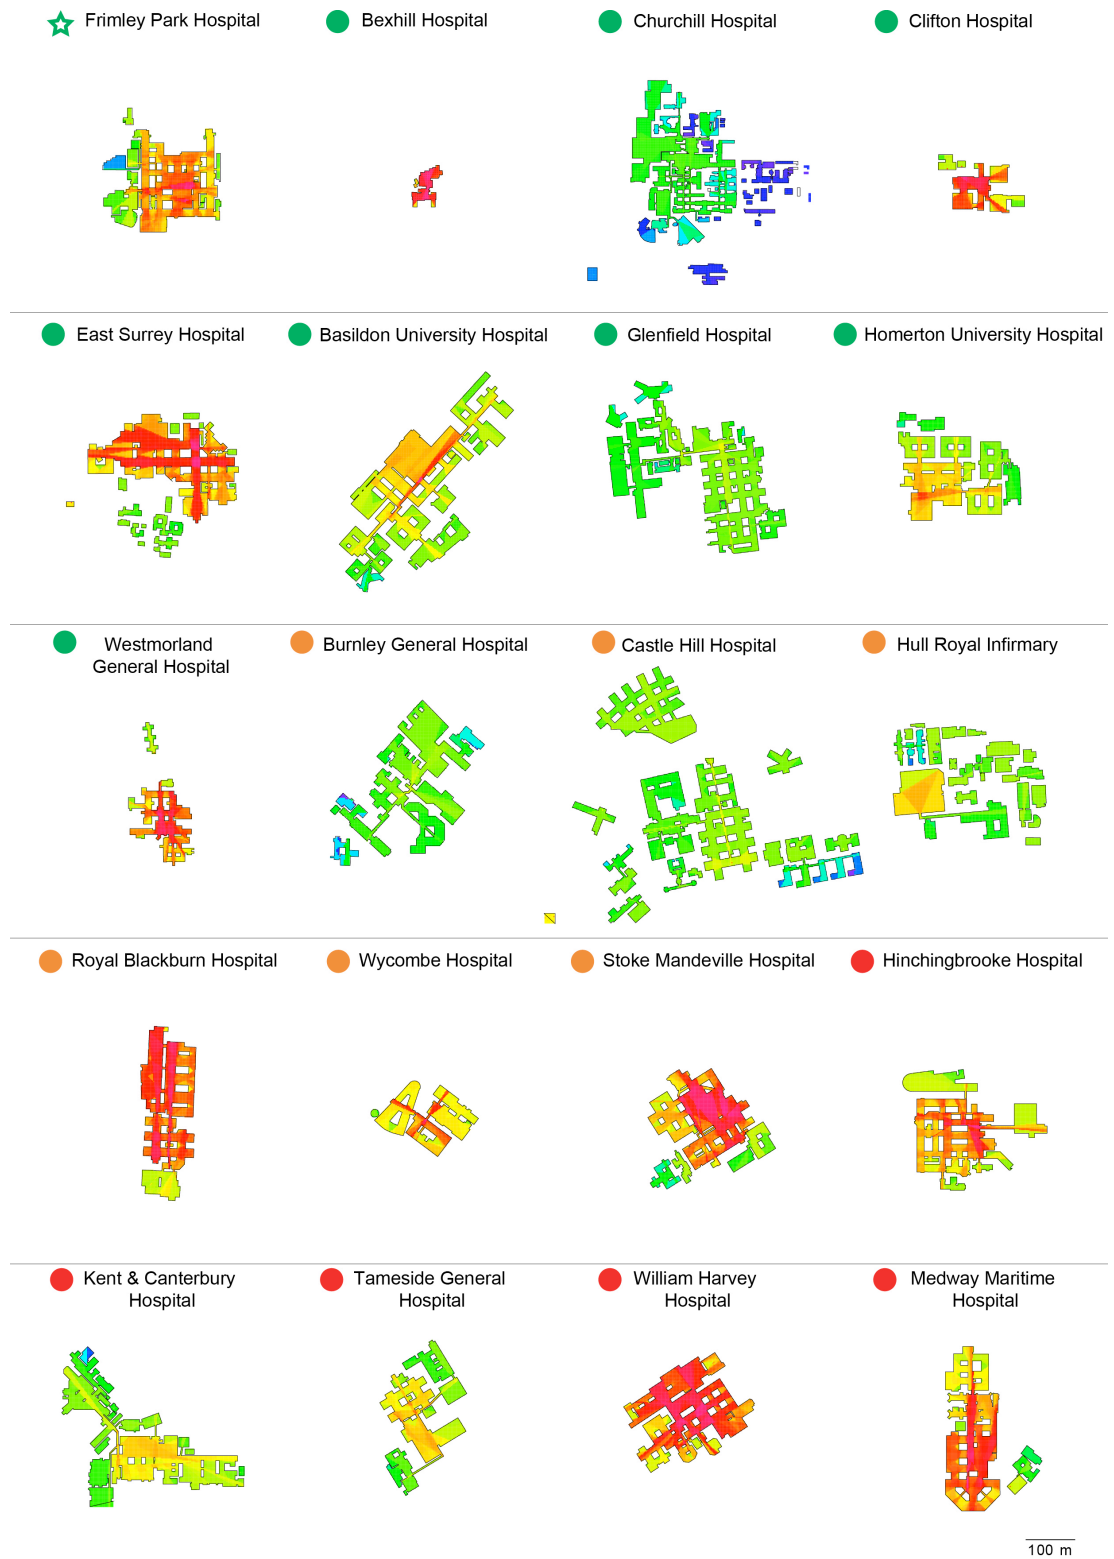 Frimley Park Hospital
Bexhill Hospital
Churchill Hospital
Clifton Hospital
East Surrey Hospital
Basildon University Hospital
Glenfield Hospital
Homerton University Hospital
Westmorland
General Hospital
Burnley General Hospital
Castle Hill Hospital
Hull Royal Infirmary
Royal Blackburn Hospital
Wycombe Hospital
Stoke Mandeville Hospital
Hinchingbrooke Hospital
Kent & Canterbury
Hospital
Tameside General
Hospital
William Harvey
Hospital
Medway Maritime
Hospital
100 m